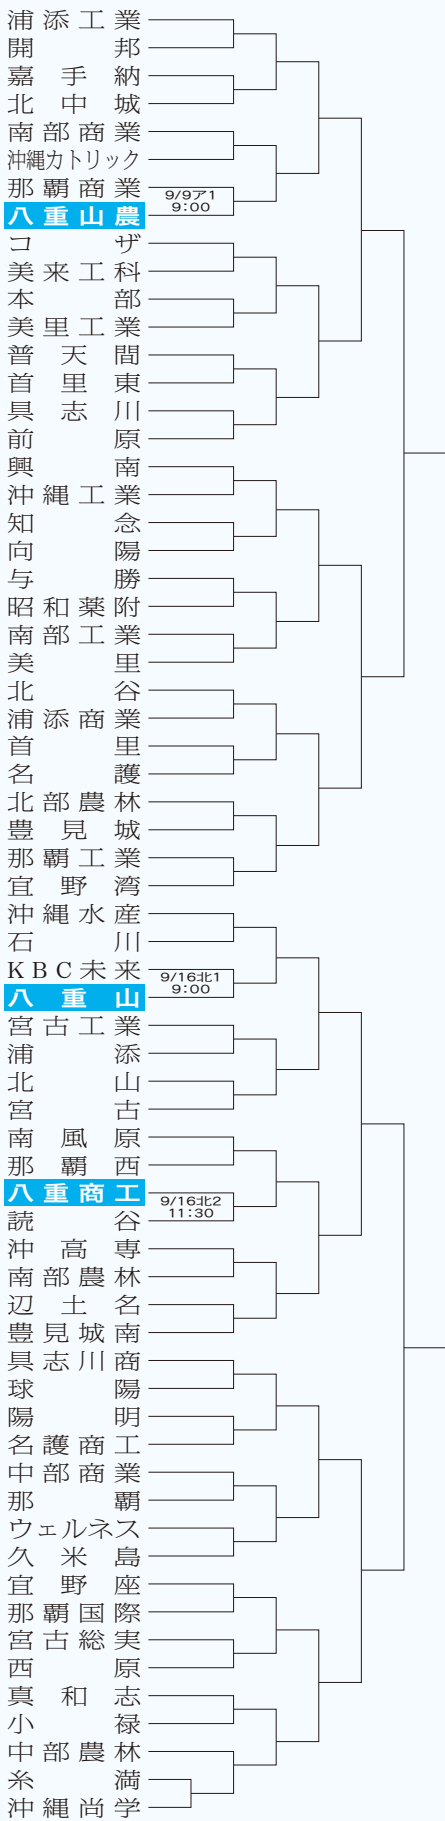 浦添工業
開邦
嘉手納
北中城
南部商業
沖縄カトリック
那覇商業
9/9ア1
9:00
八重山農
コザ
美来工科
本部
美里工業
普天間
首里東
具志川
前原
興南
沖縄工業
知念
向陽
与勝
昭和薬附
南部工業
美里
北谷
浦添商業
首里
名護
北部農林
豊見城
那覇工業
宜野湾
沖縄水産
石川
KBC未来
9/16北1
9:00
八重山
宮古工業
浦添
北山
宮古
南風原
那覇西
八重商工
9/16北2
11:30
読谷
沖高専
南部農林
辺土名
豊見城南
具志川商
球陽
陽明
名護商工
中部商業
那覇
ウェルネス
久米島
宜野座
那覇国際
宮古総実
西原
真和志
小禄
中部農林
糸満
沖縄尚学